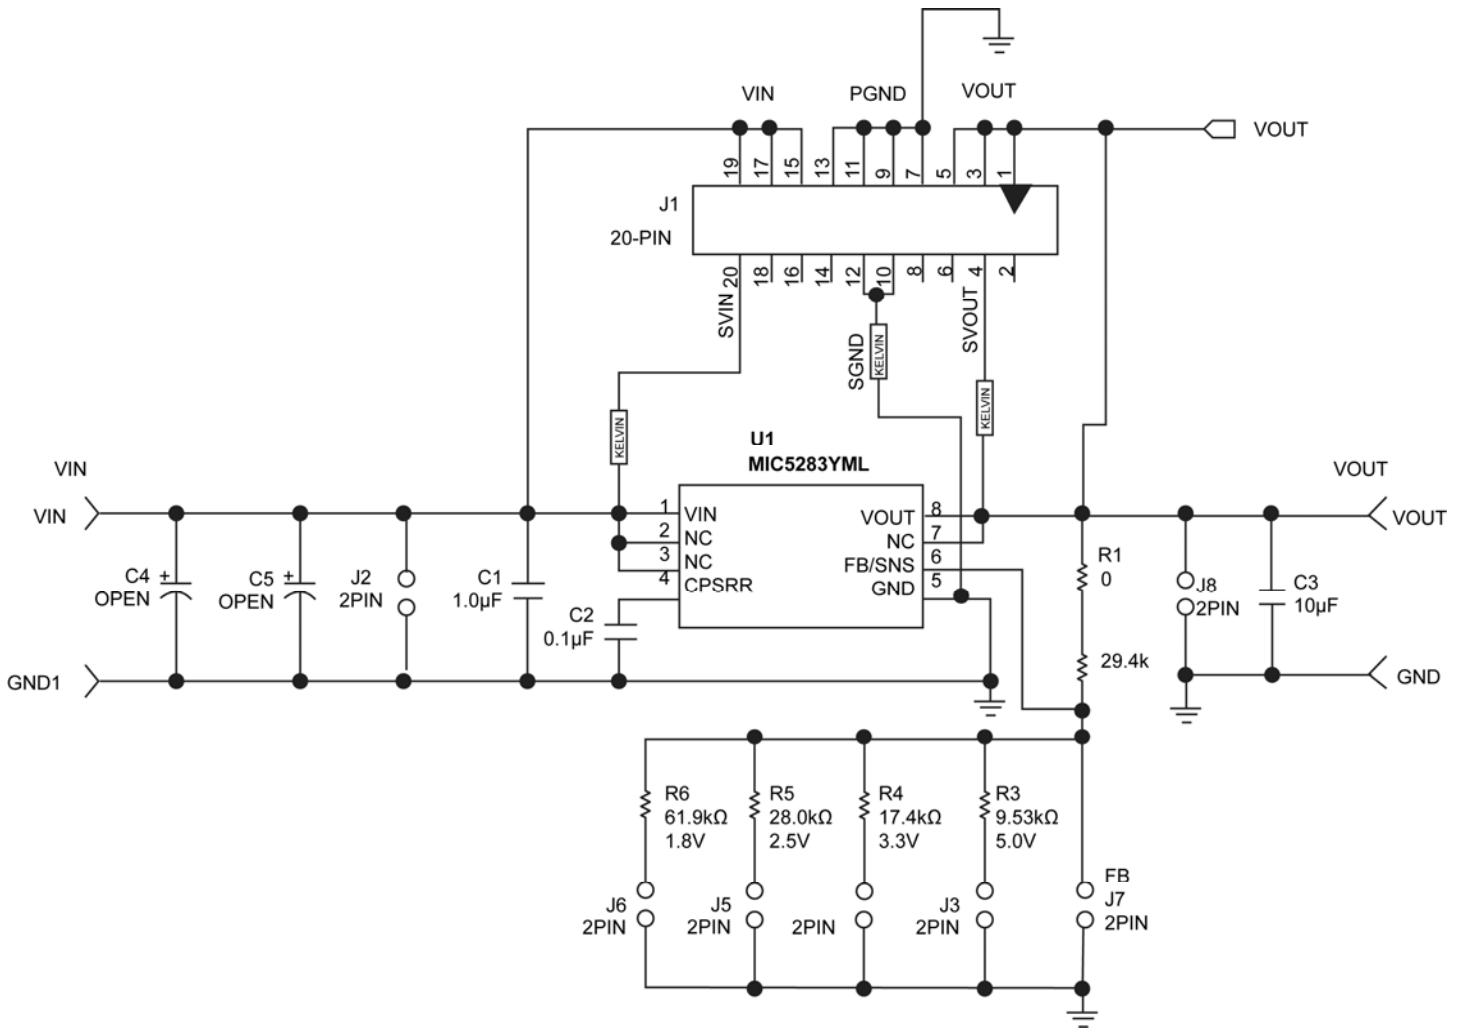 VIN
PGND
VOUT
VOUT
19
17
15
13
11
9
7
5
3
1
J1
20-PIN
20
18
16
14
12
10
8
6
4
2
SVIN
SGND
SVOUT
KELVIN
KELVIN
KELVIN
U1
MIC5283YML
VIN
VIN
VOUT
VOUT
1
2
3
4
VIN
NC
NC
CPSRR
VOUT
NC
FB/SNS
GND
8
7
6
5
C4
OPEN
+
C5
OPEN
+
J2
2PIN
C1
1.0µF
C2
0.1µF
R1
0
29.4k
J8
2PIN
C3
10µF
GND1
GND
R6
61.9kΩ
1.8V
R5
28.0kΩ
2.5V
R4
17.4kΩ
3.3V
R3
9.53kΩ
5.0V
J6
2PIN
J5
2PIN
2PIN
J3
2PIN
FB
J7
2PIN